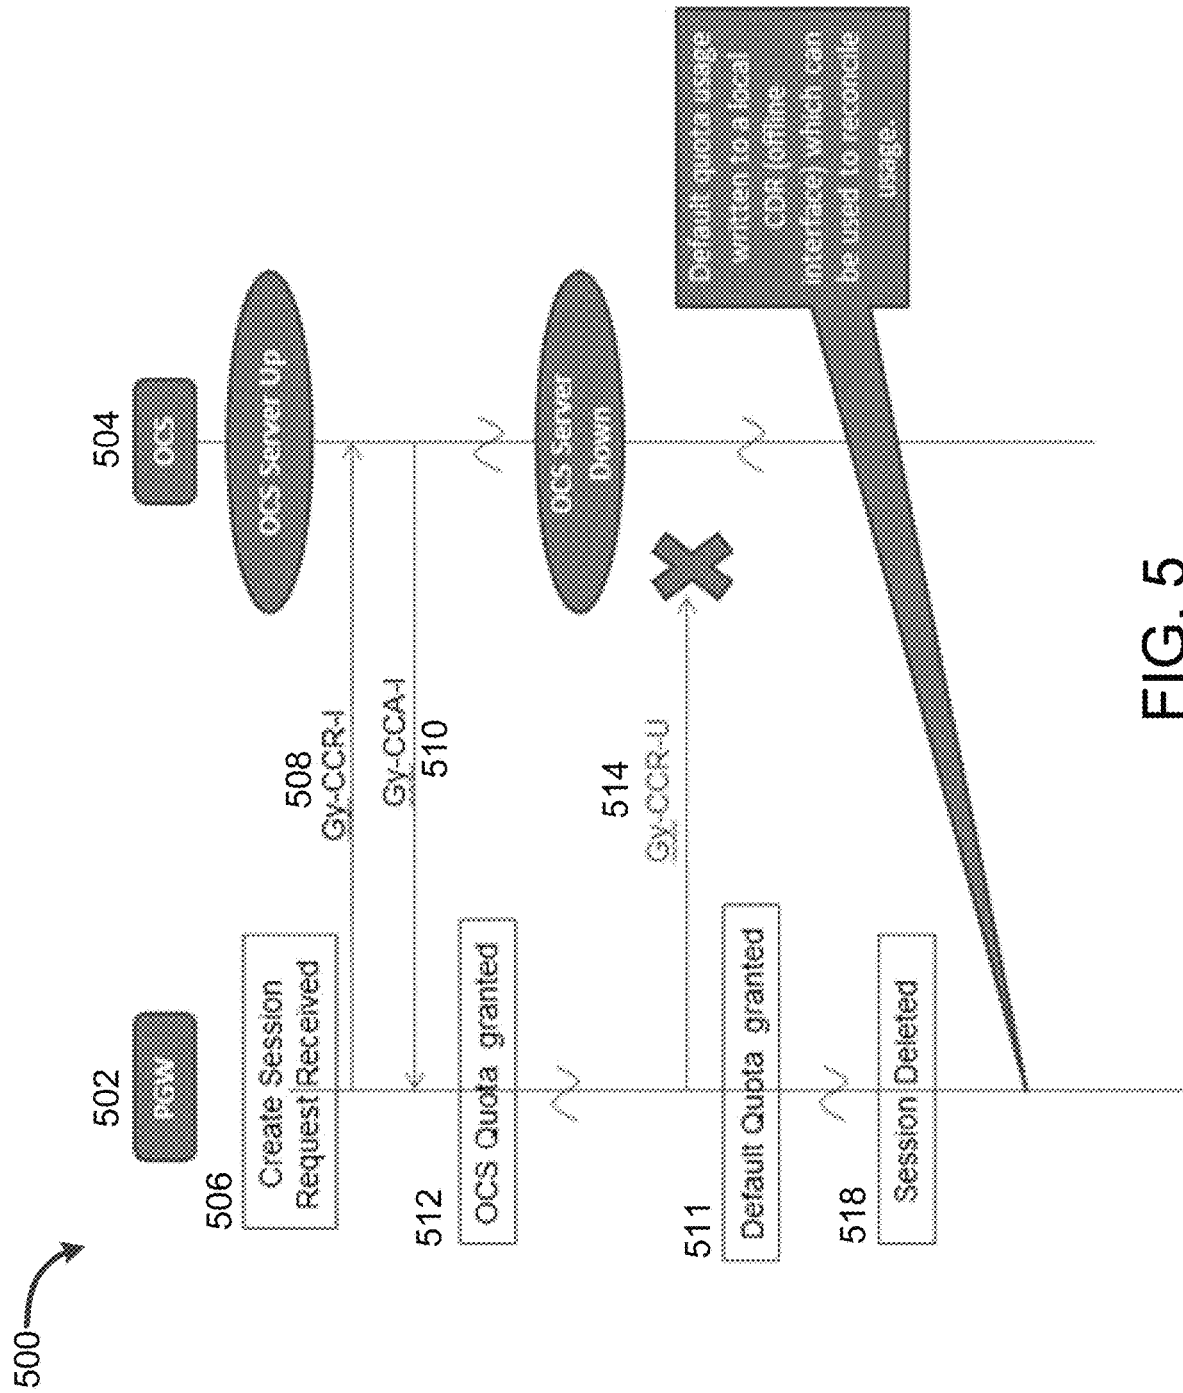 500
502
PGW
504
OCS
506
Create Session
Request Received
OCS Server Up
508
Gy-CCR-I
Gy-CCA-I
510
512
OCS Quota granted
OCS Server
Down
514
Gy-CCR-U
511
Default Quota granted
518
Session Deleted
Default quota usage
written to a local
CDR (offline
interface) which can
be used to reconcile
usage.
FIG. 5